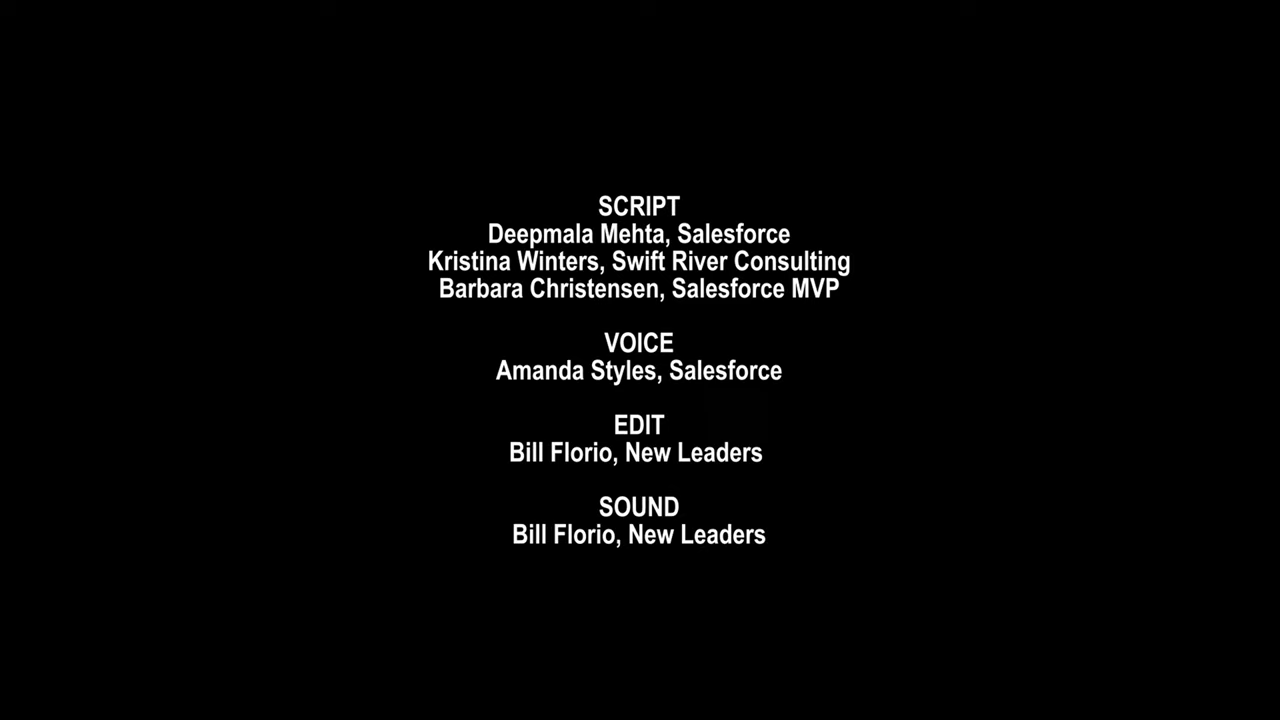 SCRIPT
Deepmala Mehta, Salesforce
Kristina Winters, Swift River Consulting
Barbara Christensen, Salesforce MVP
VOICE
Amanda Styles, Salesforce
EDIT
Bill Florio, New Leaders
SOUND
Bill Florio, New Leaders